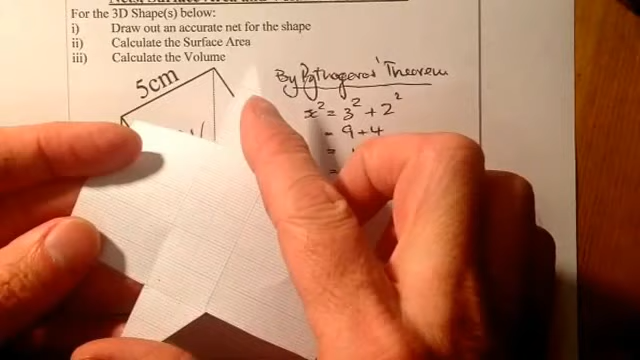 For the 3D Shape(s) below:
i) Draw out an accurate net for the shape
ii) Calculate the Surface Area
iii) Calculate the Volume
5cm
By Pythagoras' Theorem
x² = 3² + 2²
= 9 + 4
=
=